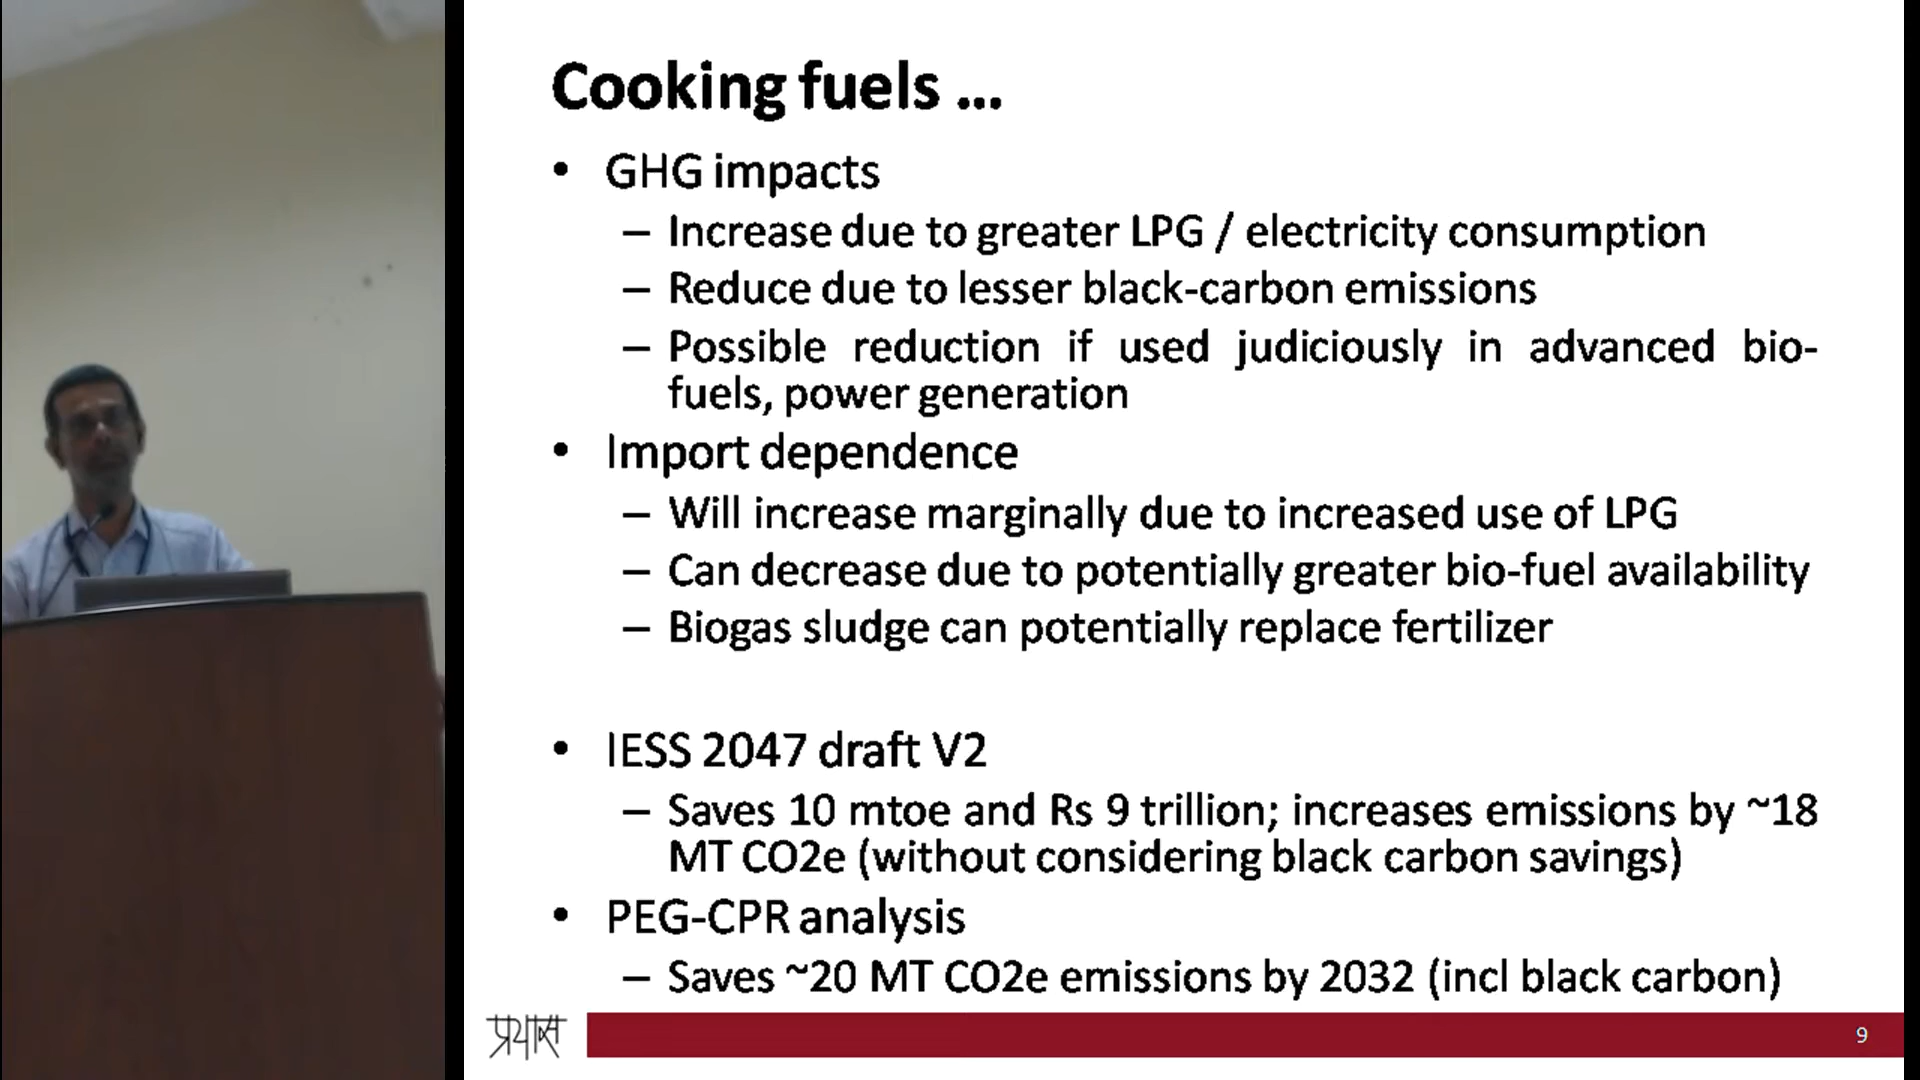 Cooking fuels ...
• GHG impacts
– Increase due to greater LPG / electricity consumption
– Reduce due to lesser black-carbon emissions
– Possible reduction if used judiciously in advanced bio-
fuels, power generation
• Import dependence
– Will increase marginally due to increased use of LPG
– Can decrease due to potentially greater bio-fuel availability
– Biogas sludge can potentially replace fertilizer
• IESS 2047 draft V2
– Saves 10 mtoe and Rs 9 trillion; increases emissions by ~18
MT CO2e (without considering black carbon savings)
• PEG-CPR analysis
– Saves ~20 MT CO2e emissions by 2032 (incl black carbon)
प्रयास
9